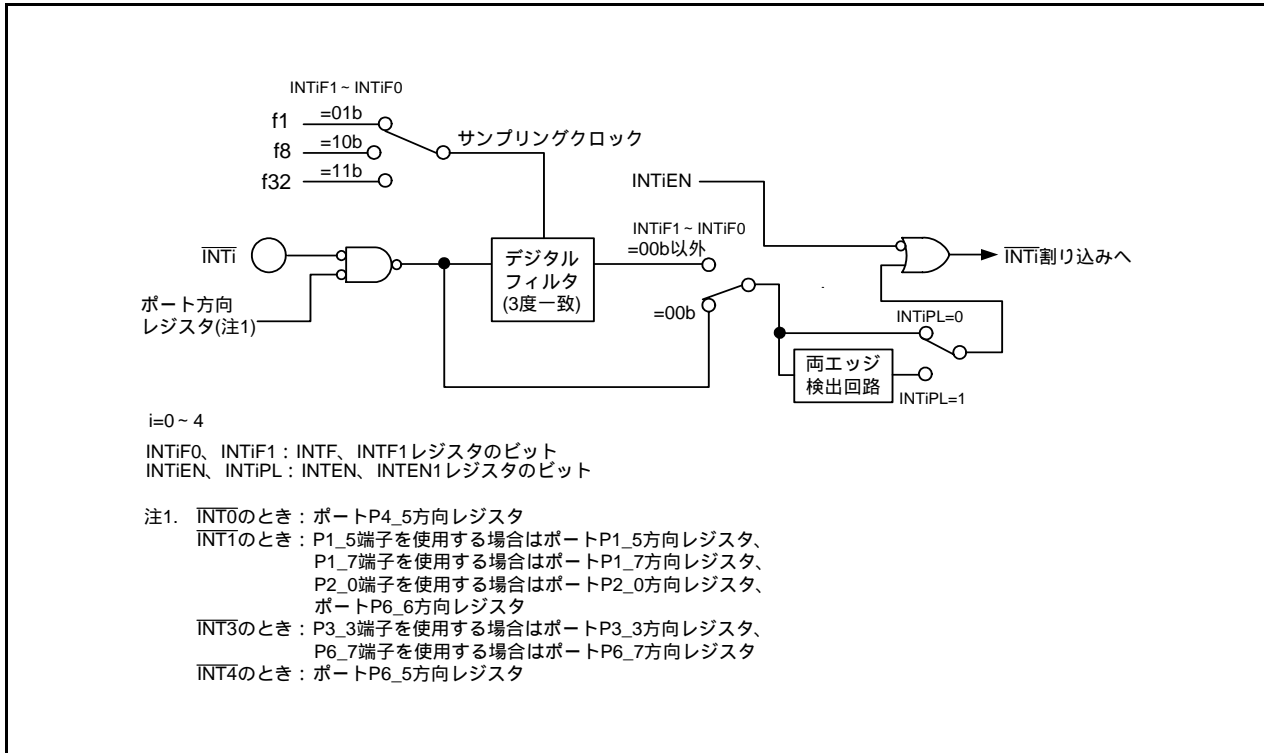 INTiF1~INTiF0
f1
=01b
f8
=10b
f32
=11b
サンプリングクロック
INTiEN
INTi
ポート方向
レジスタ(注1)
デジタル
フィルタ
(3度一致)
INTiF1~INTiF0
=00b以外
=00b
INTi割り込みへ
INTiPL=0
両エッジ
検出回路
INTiPL=1
i=0~4
INTiF0、INTiF1:INTF、INTF1レジスタのビット
INTiEN、INTiPL:INTEN、INTEN1レジスタのビット
注1. INT0のとき:ポートP4_5方向レジスタ
INT1のとき:P1_5端子を使用する場合はポートP1_5方向レジスタ、
P1_7端子を使用する場合はポートP1_7方向レジスタ、
P2_0端子を使用する場合はポートP2_0方向レジスタ、
ポートP6_6方向レジスタ
INT3のとき:P3_3端子を使用する場合はポートP3_3方向レジスタ、
P6_7端子を使用する場合はポートP6_7方向レジスタ
INT4のとき:ポートP6_5方向レジスタ